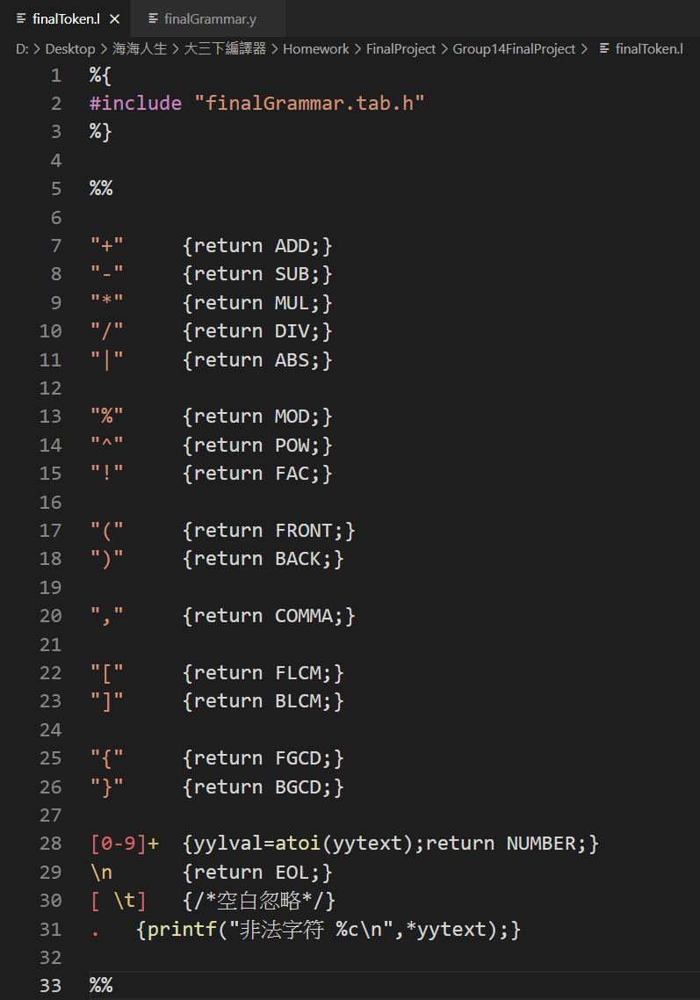 finalToken.l × finalGrammar.y
D: > Desktop > 海海人生 > 大三下編譯器 > Homework > FinalProject > Group14FinalProject > finalToken.l
1 %{
2 #include "finalGrammar.tab.h"
3 %}
4
5 %%
6
7 "+" {return ADD;}
8 "-" {return SUB;}
9 "*" {return MUL;}
10 "/" {return DIV;}
11 "|" {return ABS;}
12
13 "%" {return MOD;}
14 "^" {return POW;}
15 "!" {return FAC;}
16
17 "(" {return FRONT;}
18 ")" {return BACK;}
19
20 "," {return COMMA;}
21
22 "[" {return FLCM;}
23 "]" {return BLCM;}
24
25 "{" {return FGCD;}
26 "}" {return BGCD;}
27
28 [0-9]+ {yylval=atoi(yytext);return NUMBER;}
29 \n {return EOL;}
30 [ \t] {/*空白忽略*/}
31 . {printf("非法字符 %c\n",*yytext);}
32
33 %%